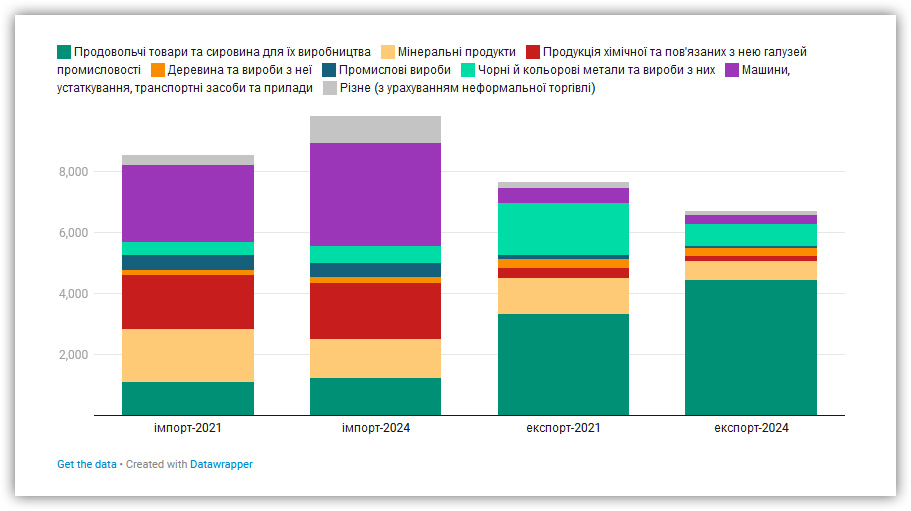 Продовольчі товари та сировина для їх виробництва Мінеральні продукти Продукція хімічної та пов'язаних з нею галузей
промисловості Деревина та вироби з неї Промислові вироби Чорні й кольорові метали та вироби з них Машини,
устаткування, транспортні засоби та прилади Різне (з урахуванням неформальної торгівлі)
8,000
6,000
4,000
2,000
імпорт-2021 імпорт-2024 експорт-2021 експорт-2024
Get the data • Created with Datawrapper